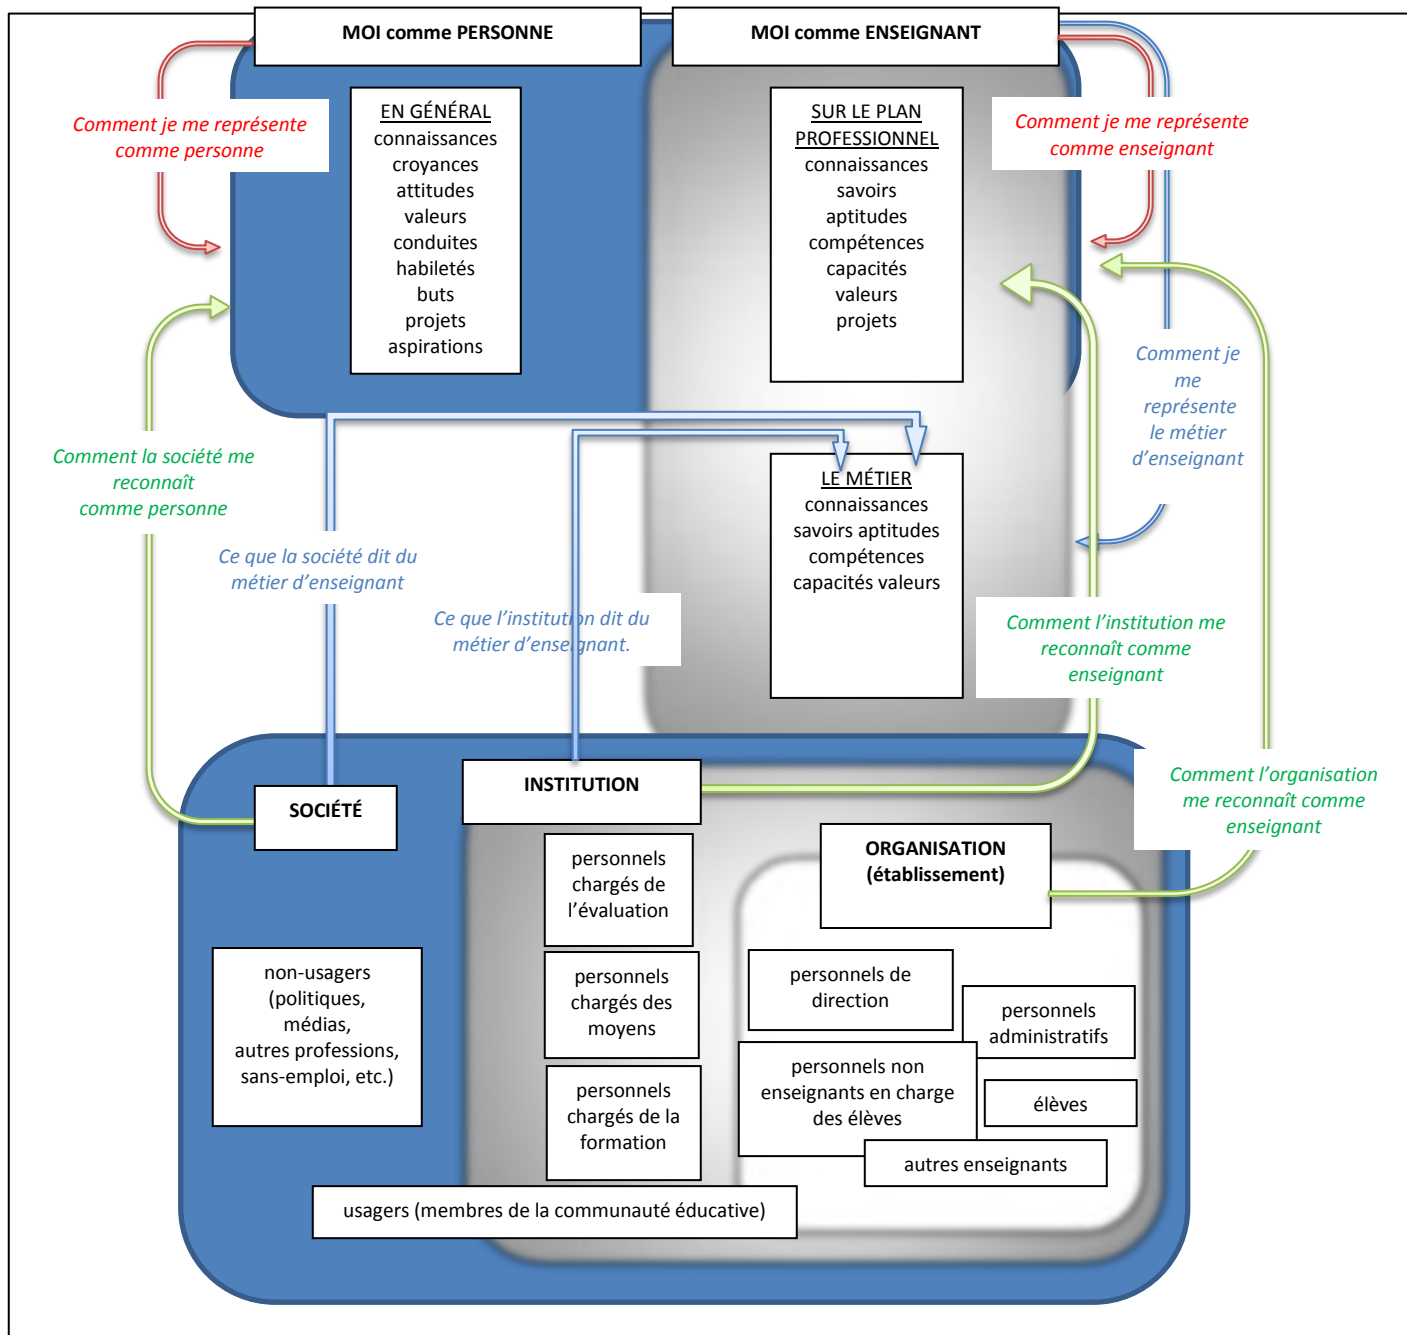 MOI comme PERSONNE
MOI comme ENSEIGNANT
Comment je me représente
comme personne
EN GÉNÉRAL
connaissances
croyances
attitudes
valeurs
conduites
habiletés
buts
projets
aspirations
SUR LE PLAN
PROFESSIONNEL
connaissances
savoirs
aptitudes
compétences
capacités
valeurs
projets
Comment je me représente
comme enseignant
Comment je
me
représente
le métier
d’enseignant
Comment la société me
reconnaît
comme personne
LE MÉTIER
connaissances
savoirs aptitudes
compétences
capacités valeurs
Ce que la société dit du
métier d’enseignant
Ce que l’institution dit du
métier d’enseignant.
Comment l’institution me
reconnaît comme
enseignant
Comment l’organisation
me reconnaît comme
enseignant
SOCIÉTÉ
INSTITUTION
ORGANISATION
(établissement)
personnels
chargés de
l’évaluation
non-usagers
(politiques,
médias,
autres professions,
sans-emploi, etc.)
personnels
chargés des
moyens
personnels de
direction
personnels
administratifs
personnels non
enseignants en charge
des élèves
élèves
personnels
chargés de la
formation
autres enseignants
usagers (membres de la communauté éducative)